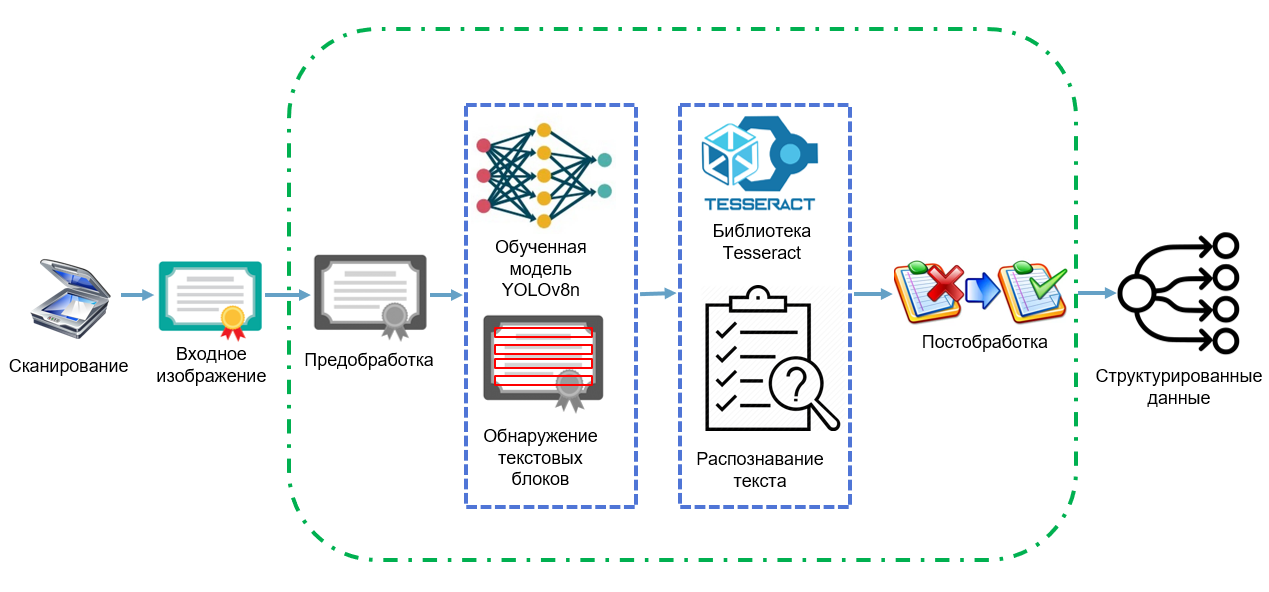 Сканирование
Входное
изображение
Предобработка
Обученная
модель
YOLOv8n
Обнаружение
текстовых
блоков
TESSERACT
Библиотека
Tesseract
?
Распознавание
текста
Постобработка
Структурированные
данные